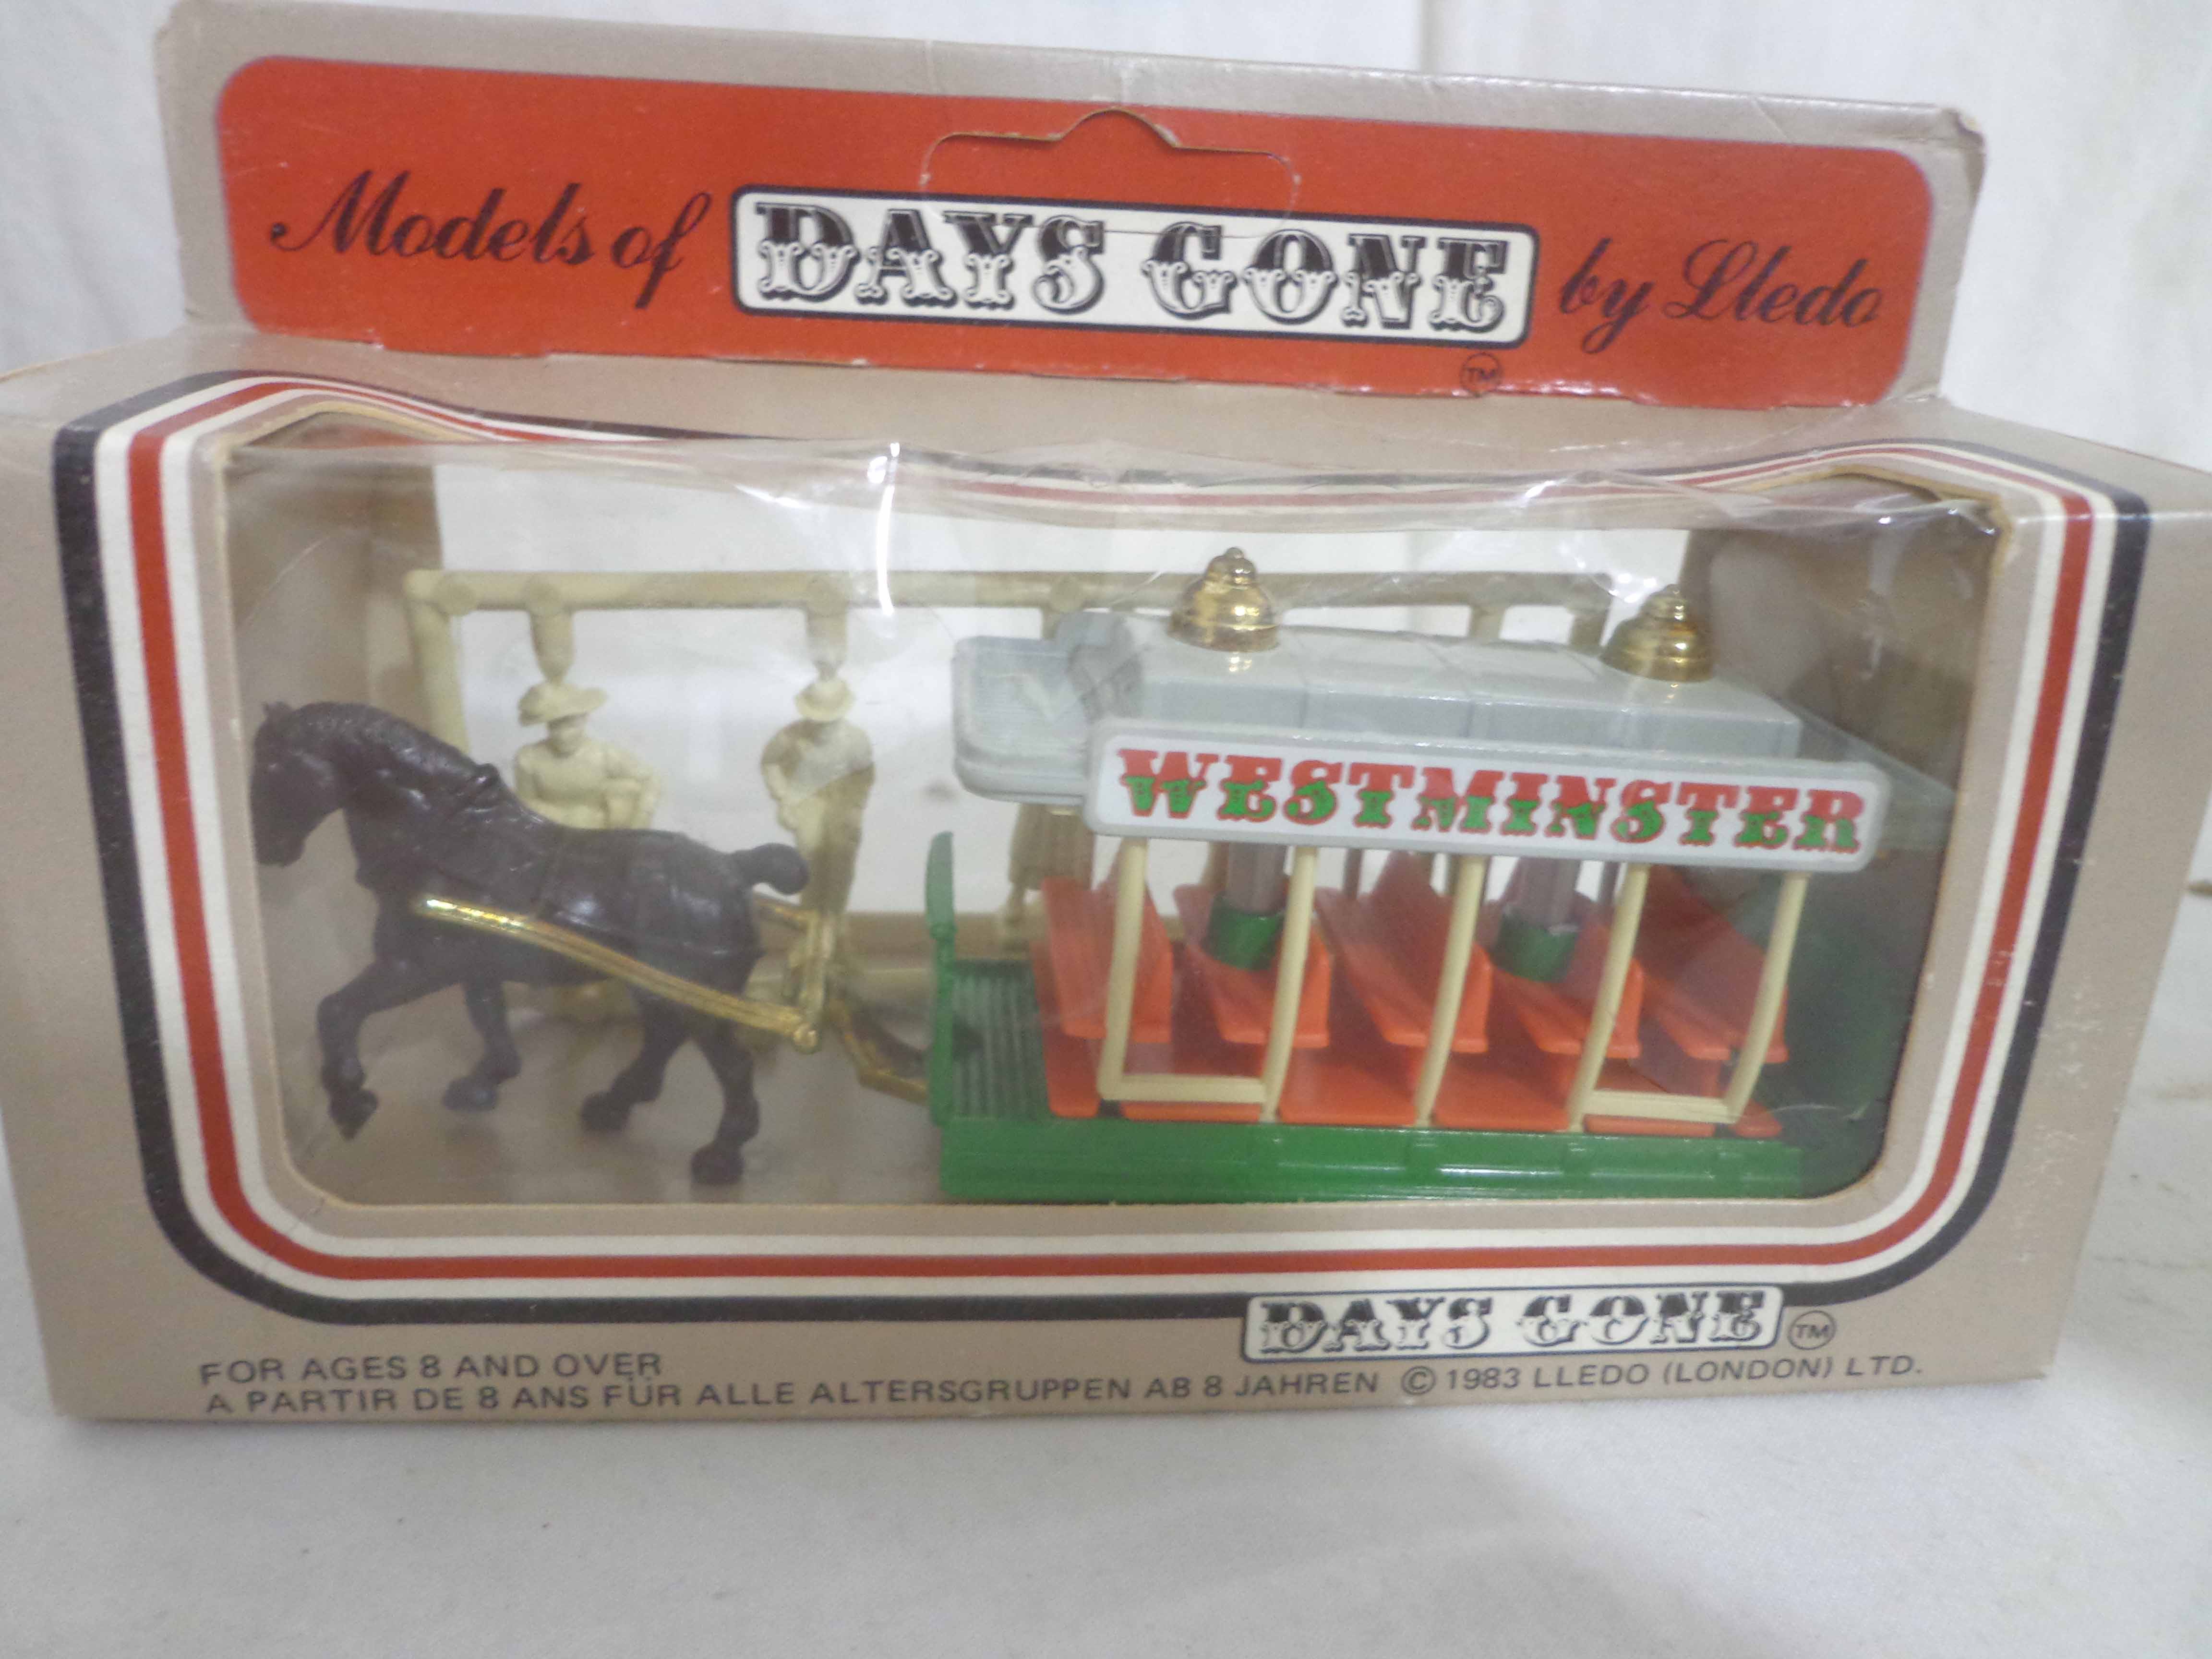 Models of DAYS GONE by Lledo
TM
WESTMINSTER
DAYS GONE TM
FOR AGES 8 AND OVER
A PARTIR DE 8 ANS FÜR ALLE ALTERSGRUPPEN AB 8 JAHREN © 1983 LLEDO (LONDON) LTD.